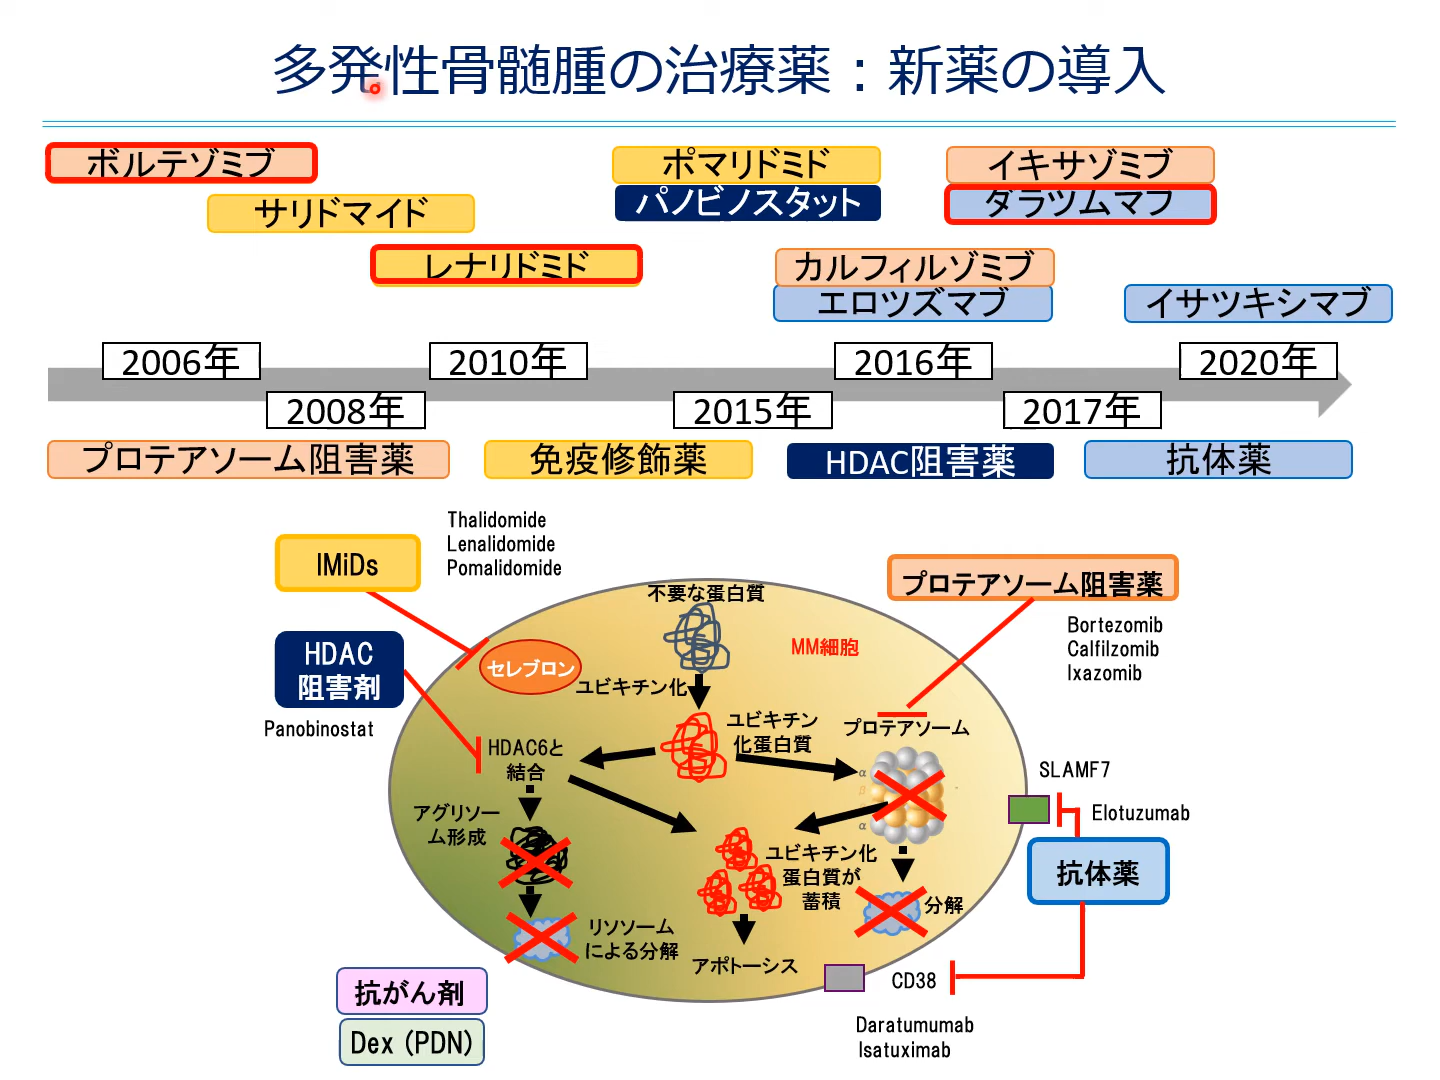 多発性骨髄腫の治療薬：新薬の導入
ボルテゾミブ
サリドマイド
レナリドミド
ポマリドミド
パノビノスタット
イキサゾミブ
ダラツムマブ
カルフィルゾミブ
エロツズマブ
イサツキシマブ
2006年
2008年
2010年
2015年
2016年
2017年
2020年
プロテアソーム阻害薬
免疫修飾薬
HDAC阻害薬
抗体薬
IMiDs
Thalidomide
Lenalidomide
Pomalidomide
HDAC
阻害剤
Panobinostat
プロテアソーム阻害薬
Bortezomib
Calfilzomib
Ixazomib
不要な蛋白質
MM細胞
セレブロン
ユビキチン化
ユビキチン
化蛋白質
プロテアソーム
α
β
β
α
HDAC6と
結合
アグリソー
ム形成
リソソーム
による分解
ユビキチン化
蛋白質が
蓄積
アポトーシス
分解
SLAMF7
Elotuzumab
抗体薬
CD38
Daratumumab
Isatuximab
抗がん剤
Dex (PDN)